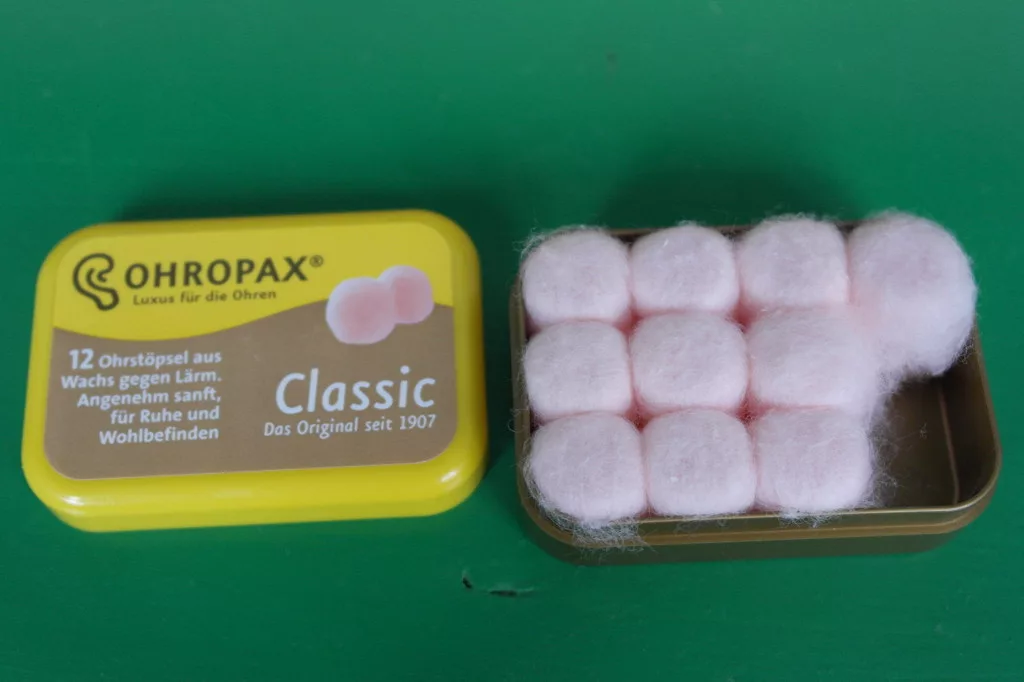 OHROPAX®
Luxus für die Ohren
12 Ohrstöpsel aus
Wachs gegen Lärm.
Angenehm sanft,
für Ruhe und
Wohlbefinden
Classic
Das Original seit 1907